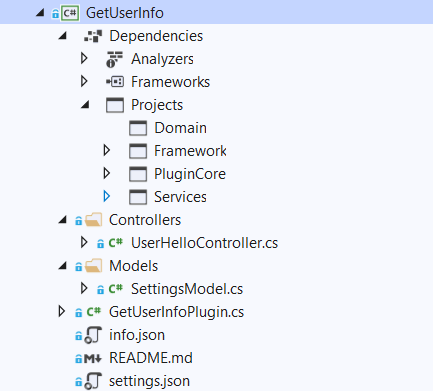 C# GetUserInfo
Dependencies
Analyzers
Frameworks
Projects
Domain
Framework
PluginCore
Services
Controllers
C# UserHelloController.cs
Models
C# SettingsModel.cs
C# GetUserInfoPlugin.cs
info.json
M README.md
settings.json